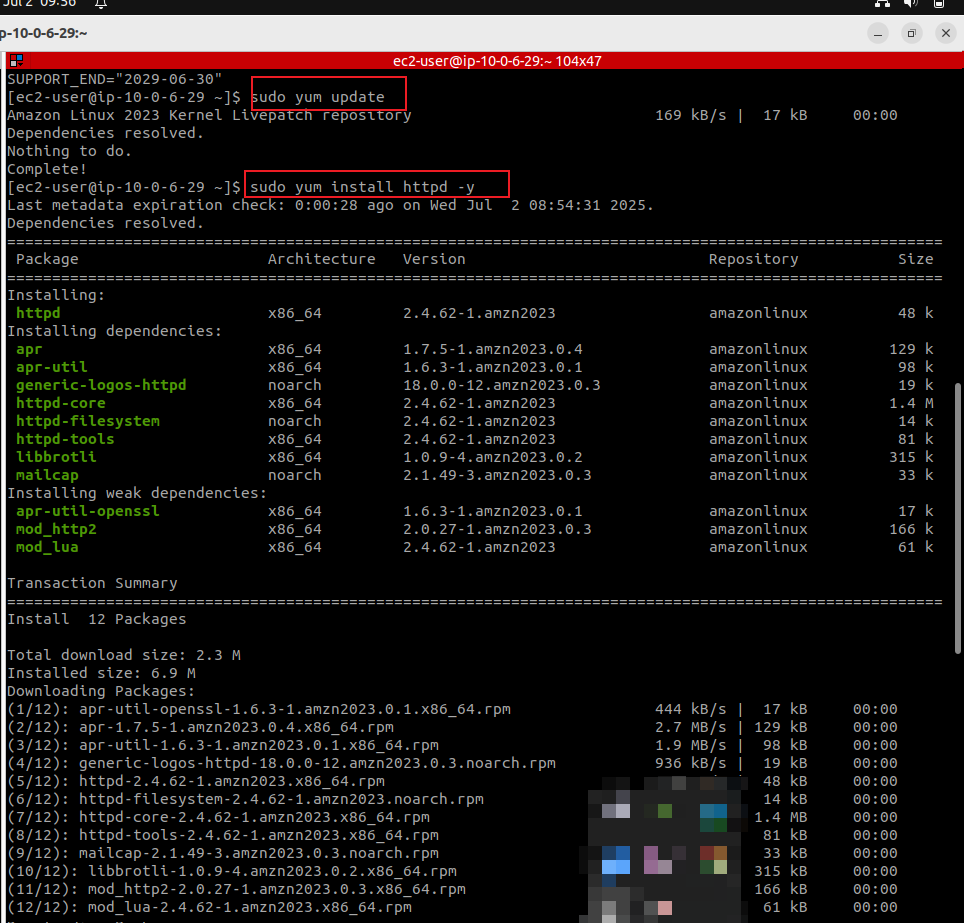 Jul 2 09:56
p-10-0-6-29:~
ec2-user@ip-10-0-6-29:~ 104x47
SUPPORT_END="2029-06-30"
[ec2-user@ip-10-0-6-29 ~]$ sudo yum update
Amazon Linux 2023 Kernel Livepatch repository 169 kB/s | 17 kB 00:00
Dependencies resolved.
Nothing to do.
Complete!
[ec2-user@ip-10-0-6-29 ~]$ sudo yum install httpd -y
Last metadata expiration check: 0:00:28 ago on Wed Jul  2 08:54:31 2025.
Dependencies resolved.
========================================================================================================
Package Architecture Version Repository Size
========================================================================================================
Installing:
httpd x86_64 2.4.62-1.amzn2023 amazonlinux 48 k
Installing dependencies:
apr x86_64 1.7.5-1.amzn2023.0.4 amazonlinux 129 k
apr-util x86_64 1.6.3-1.amzn2023.0.1 amazonlinux 98 k
generic-logos-httpd noarch 18.0.0-12.amzn2023.0.3 amazonlinux 19 k
httpd-core x86_64 2.4.62-1.amzn2023 amazonlinux 1.4 M
httpd-filesystem noarch 2.4.62-1.amzn2023 amazonlinux 14 k
httpd-tools x86_64 2.4.62-1.amzn2023 amazonlinux 81 k
libbrotli x86_64 1.0.9-4.amzn2023.0.2 amazonlinux 315 k
mailcap noarch 2.1.49-3.amzn2023.0.3 amazonlinux 33 k
Installing weak dependencies:
apr-util-openssl x86_64 1.6.3-1.amzn2023.0.1 amazonlinux 17 k
mod_http2 x86_64 2.0.27-1.amzn2023.0.3 amazonlinux 166 k
mod_lua x86_64 2.4.62-1.amzn2023 amazonlinux 61 k
Transaction Summary
========================================================================================================
Install  12 Packages
Total download size: 2.3 M
Installed size: 6.9 M
Downloading Packages:
(1/12): apr-util-openssl-1.6.3-1.amzn2023.0.1.x86_64.rpm 444 kB/s | 17 kB 00:00
(2/12): apr-1.7.5-1.amzn2023.0.4.x86_64.rpm 2.7 MB/s | 129 kB 00:00
(3/12): apr-util-1.6.3-1.amzn2023.0.1.x86_64.rpm 1.9 MB/s | 98 kB 00:00
(4/12): generic-logos-httpd-18.0.0-12.amzn2023.0.3.noarch.rpm 936 kB/s | 19 kB 00:00
(5/12): httpd-2.4.62-1.amzn2023.x86_64.rpm 48 kB 00:00
(6/12): httpd-filesystem-2.4.62-1.amzn2023.noarch.rpm 14 kB 00:00
(7/12): httpd-core-2.4.62-1.amzn2023.x86_64.rpm 1.4 MB 00:00
(8/12): httpd-tools-2.4.62-1.amzn2023.x86_64.rpm 81 kB 00:00
(9/12): mailcap-2.1.49-3.amzn2023.0.3.noarch.rpm 33 kB 00:00
(10/12): libbrotli-1.0.9-4.amzn2023.0.2.x86_64.rpm 315 kB 00:00
(11/12): mod_http2-2.0.27-1.amzn2023.0.3.x86_64.rpm 166 kB 00:00
(12/12): mod_lua-2.4.62-1.amzn2023.x86_64.rpm 61 kB 00:00